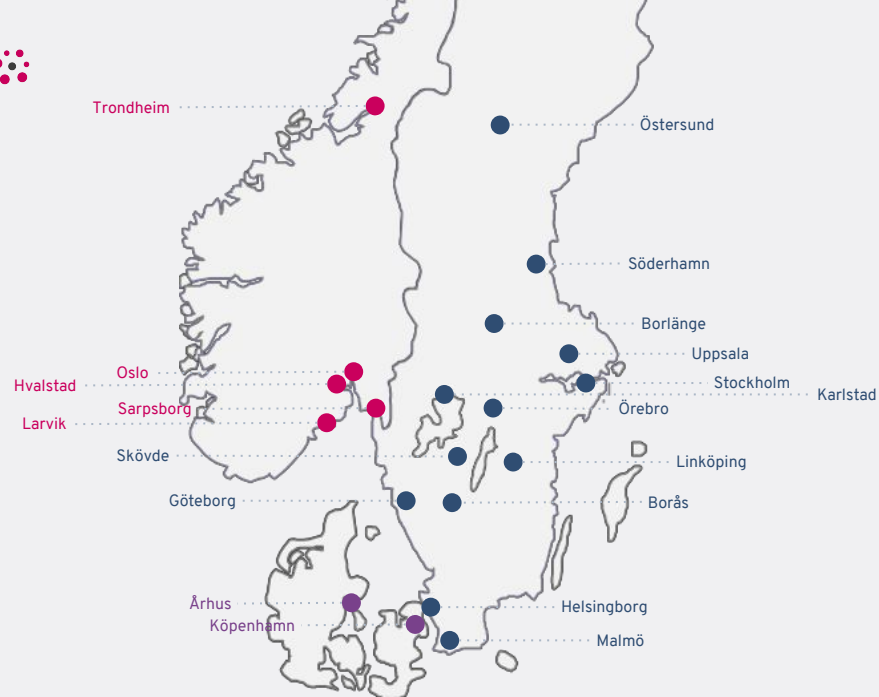 Trondheim
Östersund
Söderhamn
Borlänge
Uppsala
Oslo
Stockholm
Hvalstad
Karlstad
Sarpsborg
Örebro
Larvik
Skövde
Linköping
Göteborg
Borås
Århus
Helsingborg
Köpenhamn
Malmö